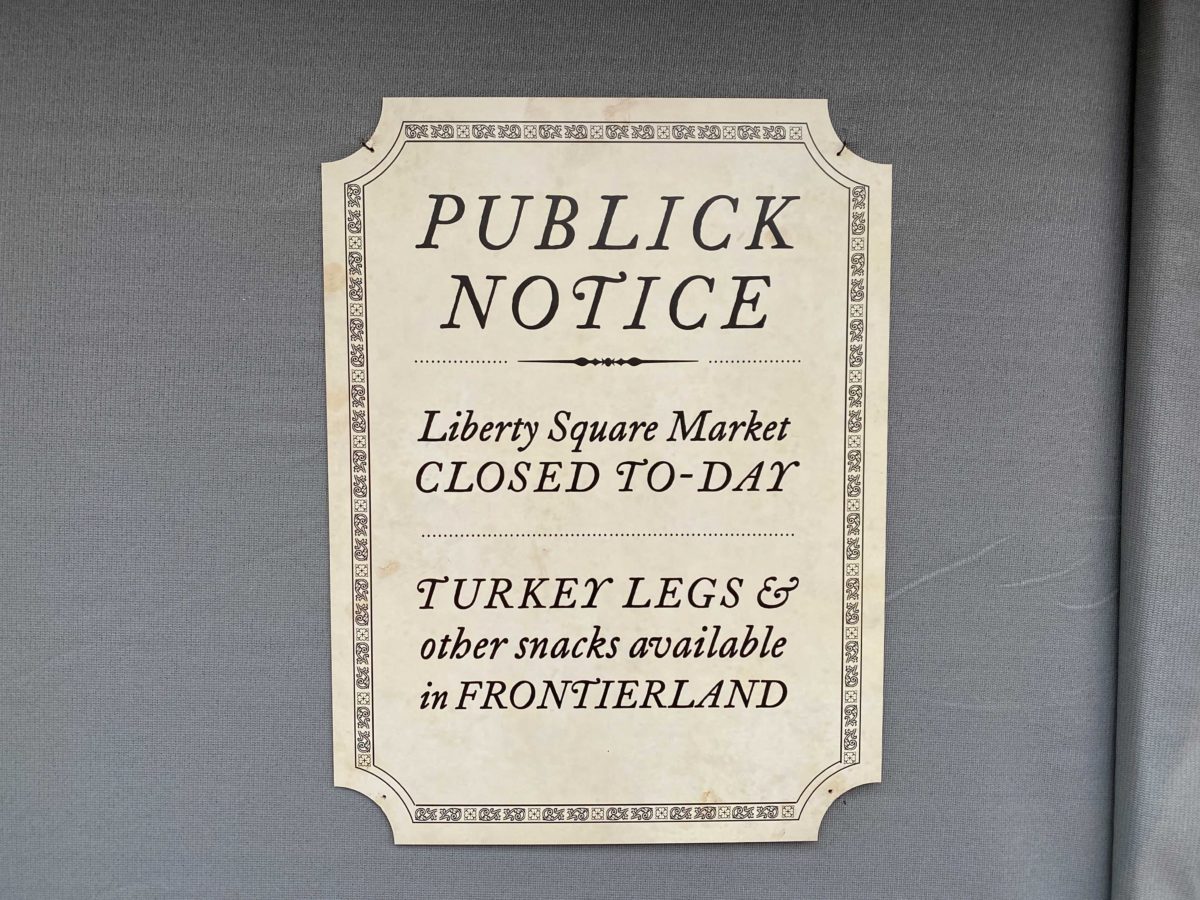 PUBLICK
NOTICE
Liberty Square Market
CLOSED TO-DAY
TURKEY LEGS &
other snacks available
in FRONTIERLAND